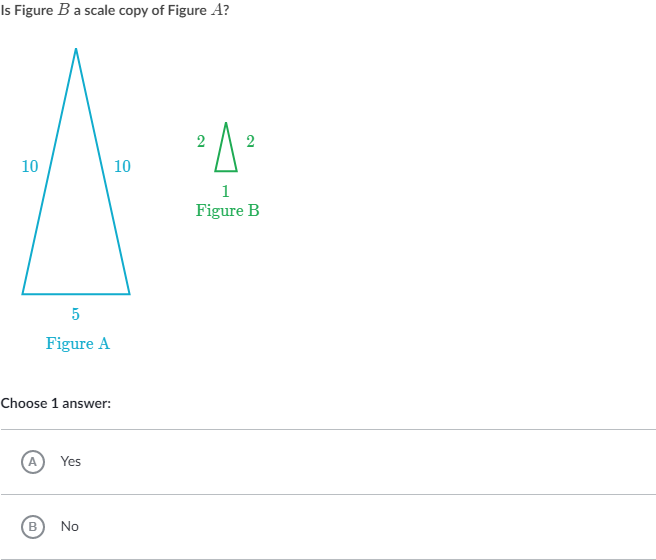 Is Figure B a scale copy of Figure A?
10
10
5
Figure A
2
2
1
Figure B
Choose 1 answer:
A Yes
B No